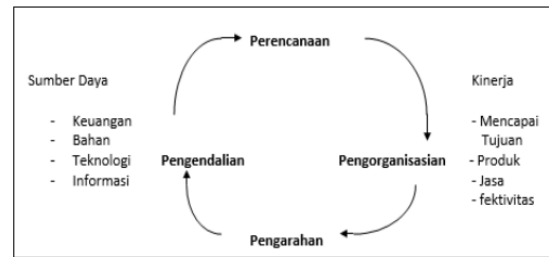 Perencanaan
Sumber Daya
- Keuangan
- Bahan
- Teknologi
- Informasi
Pengendalian
Pengorganisasian
Kinerja
- Mencapai
Tujuan
- Produk
- Jasa
- fektivitas
Pengarahan